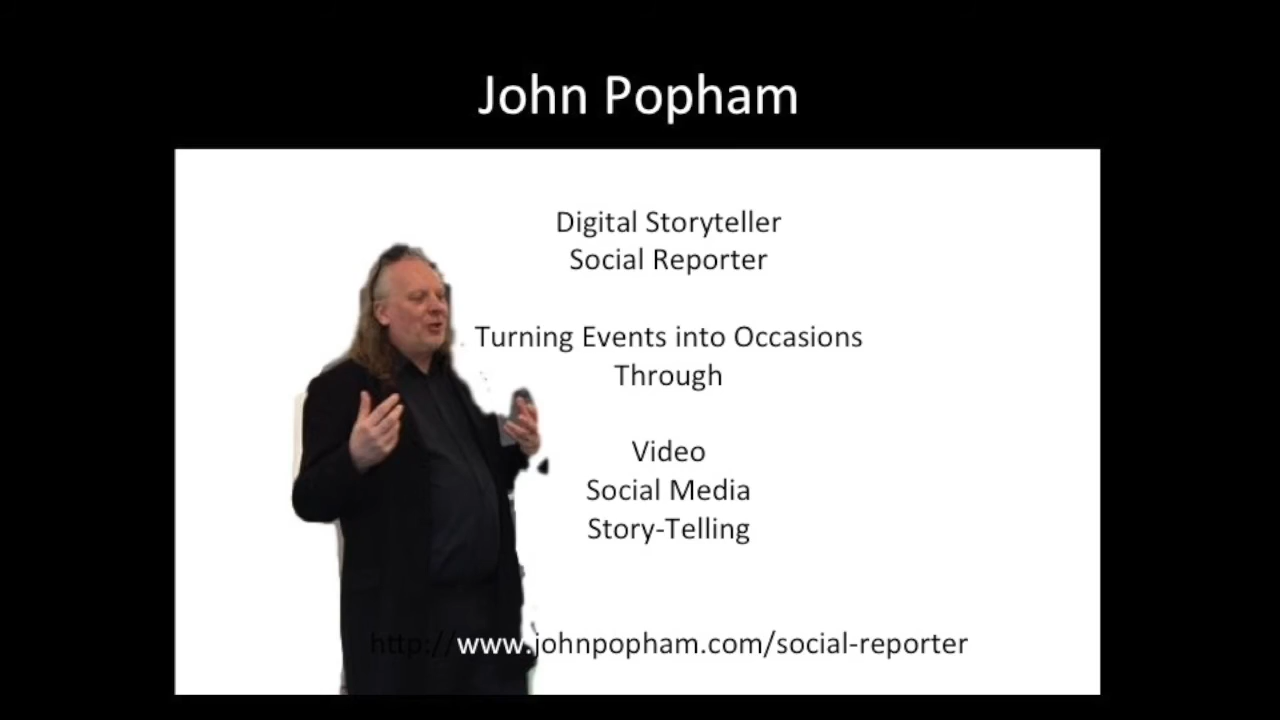 John Popham
Digital Storyteller
Social Reporter
Turning Events into Occasions
Through
Video
Social Media
Story-Telling
http://www.johnpopham.com/social-reporter